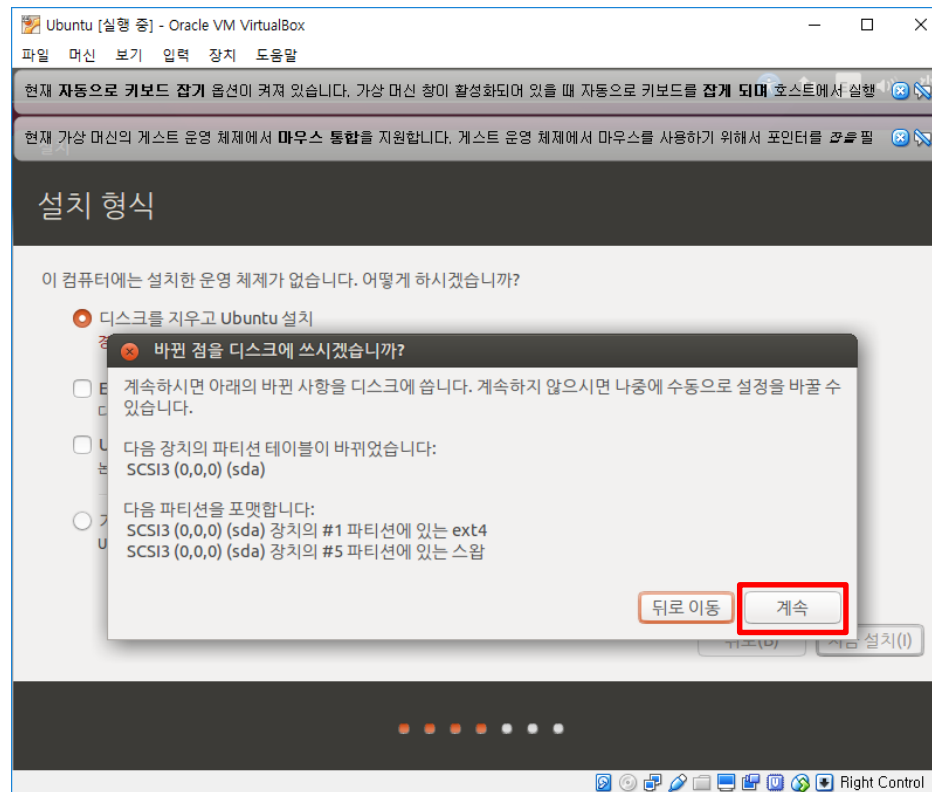 Ubuntu [실행 중] - Oracle VM VirtualBox
파일 머신 보기 입력 장치 도움말
현재 자동으로 키보드 잡기 옵션이 켜져 있습니다. 가상 머신 창이 활성화되어 있을 때 자동으로 키보드를 잡게 되며 호스트에서 실행
현재 가상 머신의 게스트 운영 체제에서 마우스 통합을 지원합니다. 게스트 운영 체제에서 마우스를 사용하기 위해서 포인터를 잡을 필
설치 형식
이 컴퓨터에는 설치한 운영 체제가 없습니다. 어떻게 하시겠습니까?
디스크를 지우고 Ubuntu 설치
바뀐 점을 디스크에 쓰시겠습니까?
계속하시면 아래의 바뀐 사항을 디스크에 씁니다. 계속하지 않으시면 나중에 수동으로 설정을 바꿀 수
있습니다.
다음 장치의 파티션 테이블이 바뀌었습니다:
SCSI3 (0,0,0) (sda)
다음 파티션을 포맷합니다:
SCSI3 (0,0,0) (sda) 장치의 #1 파티션에 있는 ext4
SCSI3 (0,0,0) (sda) 장치의 #5 파티션에 있는 스왑
뒤로 이동 계속
설치(I)
Right Control